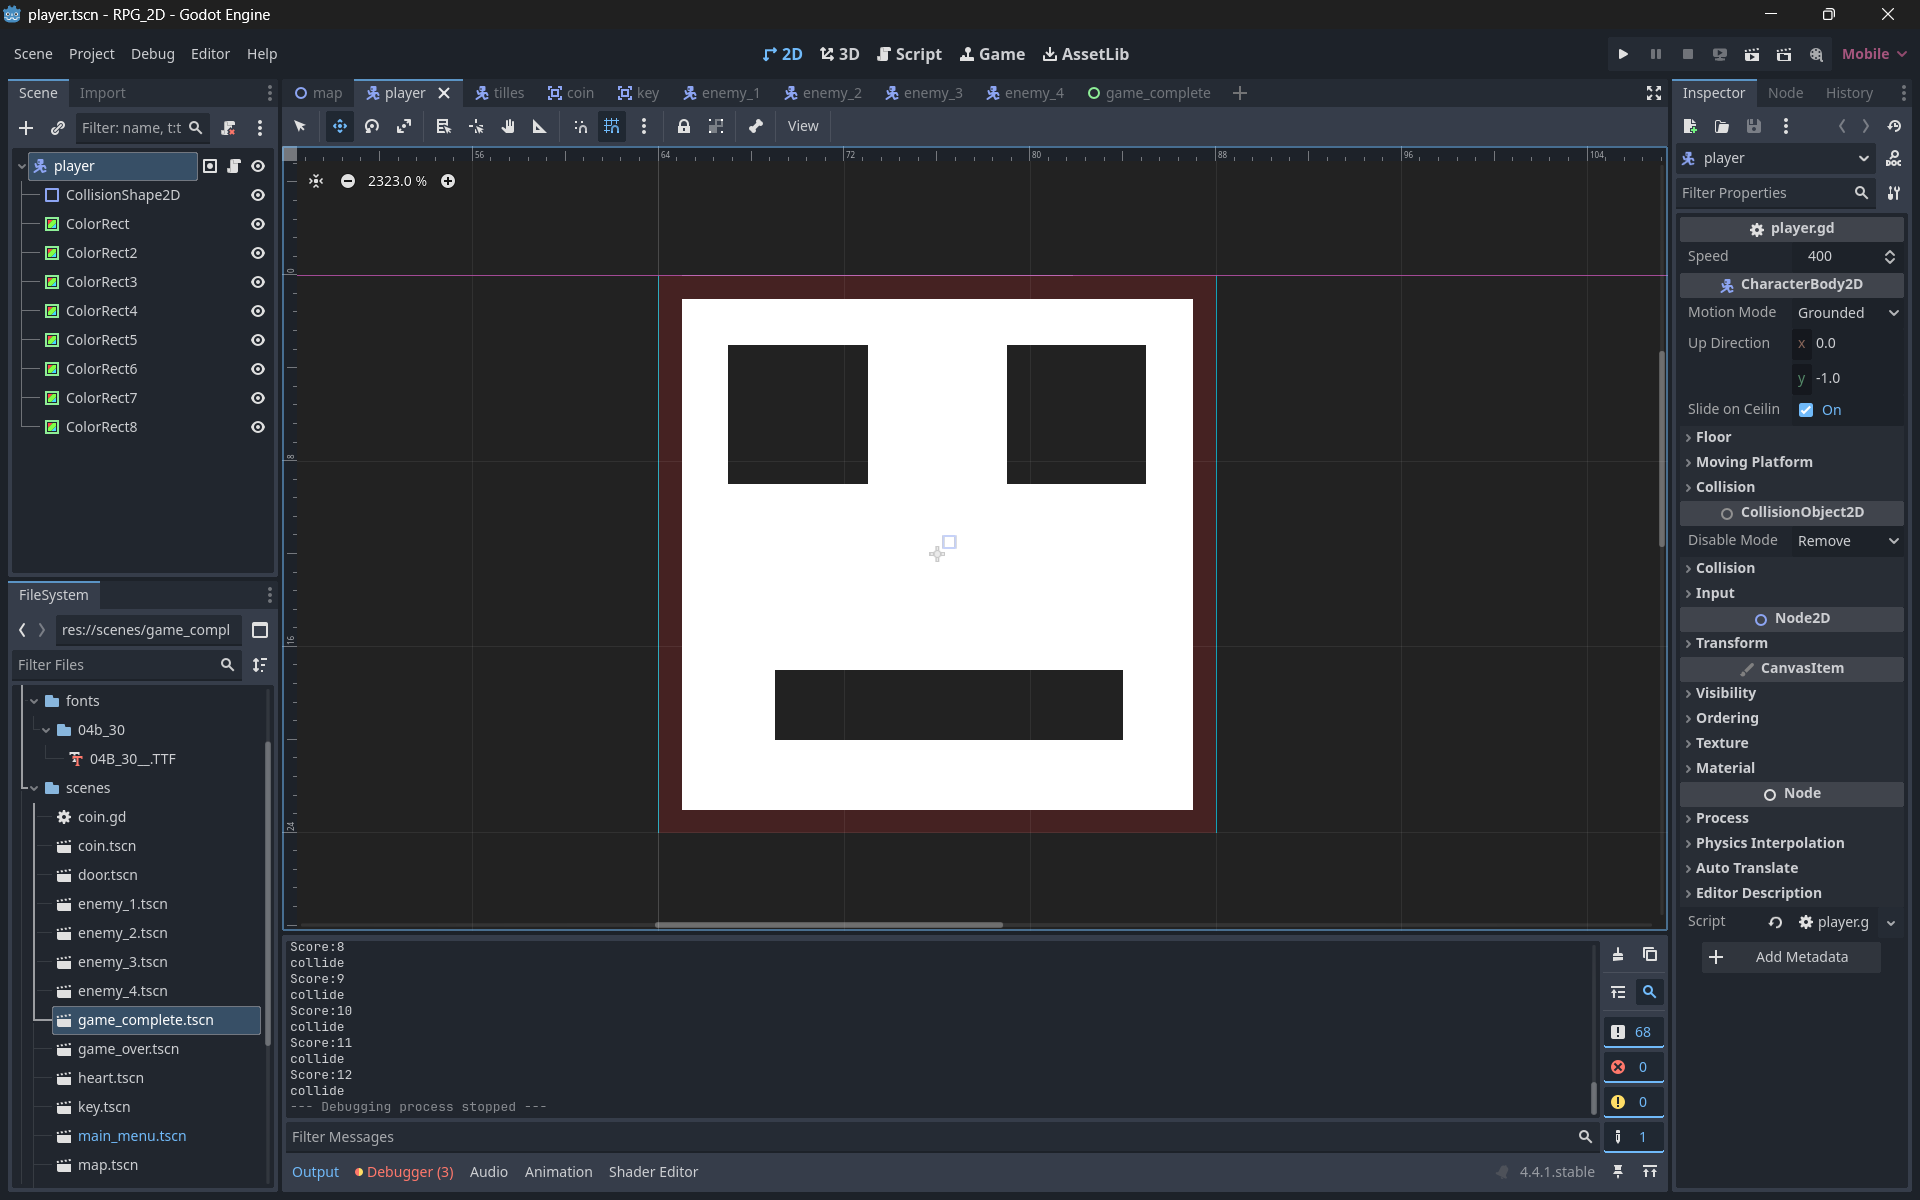 player.tscn - RPG_2D - Godot Engine
Scene Project Debug Editor Help
2D 3D Script Game AssetLib
Mobile
Scene Import
map player tilles coin key enemy_1 enemy_2 enemy_3 enemy_4 game_complete
Inspector Node History
Filter: name, t:t
View
player
CollisionShape2D
ColorRect
ColorRect2
ColorRect3
ColorRect4
ColorRect5
ColorRect6
ColorRect7
ColorRect8
FileSystem
res://scenes/game_compl
Filter Files
fonts
04b_30
04B_30__.TTF
scenes
coin.gd
coin.tscn
door.tscn
enemy_1.tscn
enemy_2.tscn
enemy_3.tscn
enemy_4.tscn
game_complete.tscn
game_over.tscn
heart.tscn
key.tscn
main_menu.tscn
map.tscn
56 64 72 80 88 96 104
2323.0 %
0
8
16
24
Score:8
collide
Score:9
collide
Score:10
collide
Score:11
collide
Score:12
collide
--- Debugging process stopped ---
Filter Messages
68
0
0
1
Output Debugger (3) Audio Animation Shader Editor
4.4.1.stable
player
Filter Properties
player.gd
Speed 400
CharacterBody2D
Motion Mode Grounded
Up Direction x 0.0
y -1.0
Slide on Ceilin On
Floor
Moving Platform
Collision
CollisionObject2D
Disable Mode Remove
Collision
Input
Node2D
Transform
CanvasItem
Visibility
Ordering
Texture
Material
Node
Process
Physics Interpolation
Auto Translate
Editor Description
Script player.g
Add Metadata